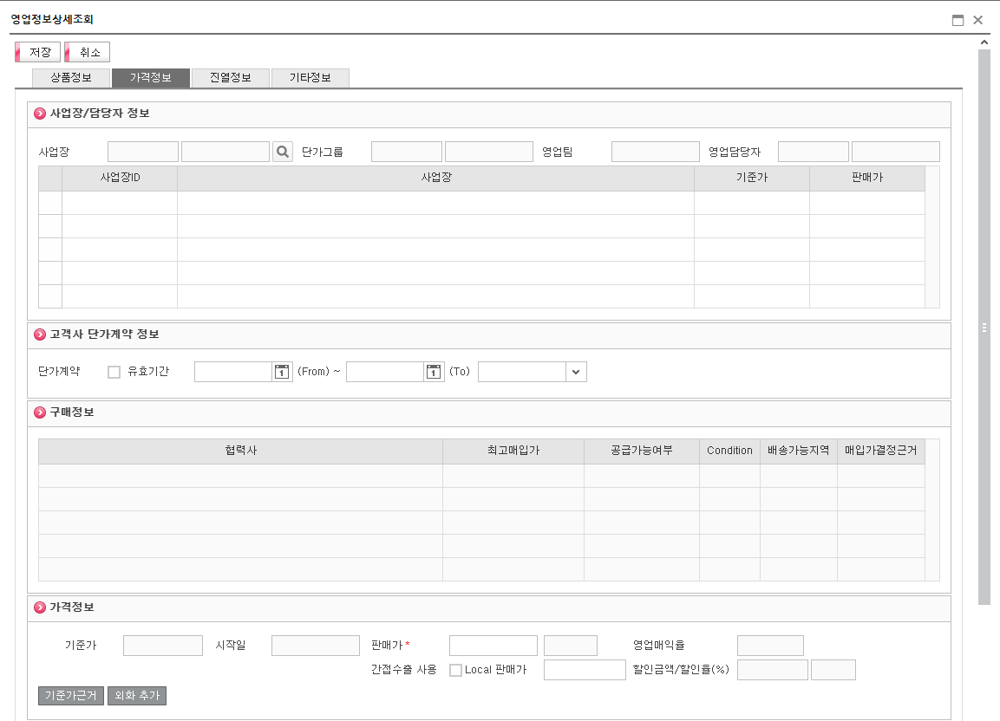 영업정보상세조회
저장 취소
상품정보 가격정보 진열정보 기타정보
사업장/담당자 정보
사업장 단가그룹 영업팀 영업담당자
사업장ID 사업장 기준가 판매가
고객사 단가계약 정보
단가계약 유효기간 1 (From) ~ 1 (To)
구매정보
협력사 최고매입가 공급가능여부 Condition 배송가능지역 매입가결정근거
가격정보
기준가 시작일 판매가 * 영업매익율
간접수출 사용 Local 판매가 할인금액/할인율(%)
기준가근거 외화 추가